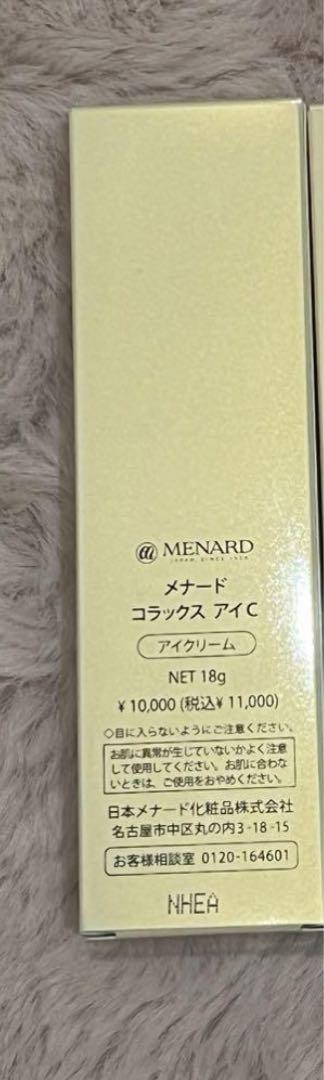 MENARD
JAPAN, SINCE 1959
メナード
コラックス アイC
アイクリーム
NET 18g
¥10,000 (税込¥11,000)
◇目に入らないようにご注意ください。
お肌に異常が生じていないかよく注意
して使用してください。お肌に合わな
いときは、ご使用をおやめください。
日本メナード化粧品株式会社
名古屋市中区丸の内3-18-15
お客様相談室 0120-164601
NHEA